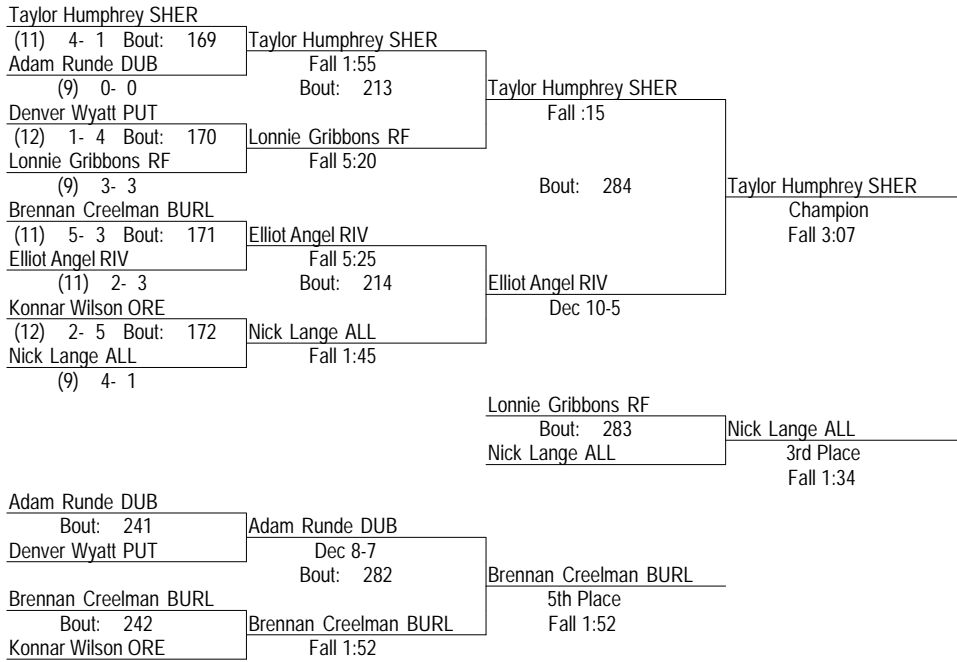 Taylor Humphrey SHER
(11) 4- 1 Bout: 169
Taylor Humphrey SHER
Adam Runde DUB
Fall 1:55
(9) 0- 0
Bout: 213
Taylor Humphrey SHER
Denver Wyatt PUT
Fall :15
(12) 1- 4 Bout: 170
Lonnie Gribbons RF
Lonnie Gribbons RF
Fall 5:20
(9) 3- 3
Bout: 284
Taylor Humphrey SHER
Brennan Creelman BURL
Champion
(11) 5- 3 Bout: 171
Elliot Angel RIV
Fall 3:07
Elliot Angel RIV
Fall 5:25
(11) 2- 3
Bout: 214
Elliot Angel RIV
Konnar Wilson ORE
Dec 10-5
(12) 2- 5 Bout: 172
Nick Lange ALL
Nick Lange ALL
Fall 1:45
(9) 4- 1
Lonnie Gribbons RF
Bout: 283
Nick Lange ALL
Nick Lange ALL
3rd Place
Fall 1:34
Adam Runde DUB
Bout: 241
Adam Runde DUB
Denver Wyatt PUT
Dec 8-7
Bout: 282
Brennan Creelman BURL
Brennan Creelman BURL
5th Place
Bout: 242
Brennan Creelman BURL
Fall 1:52
Konnar Wilson ORE
Fall 1:52